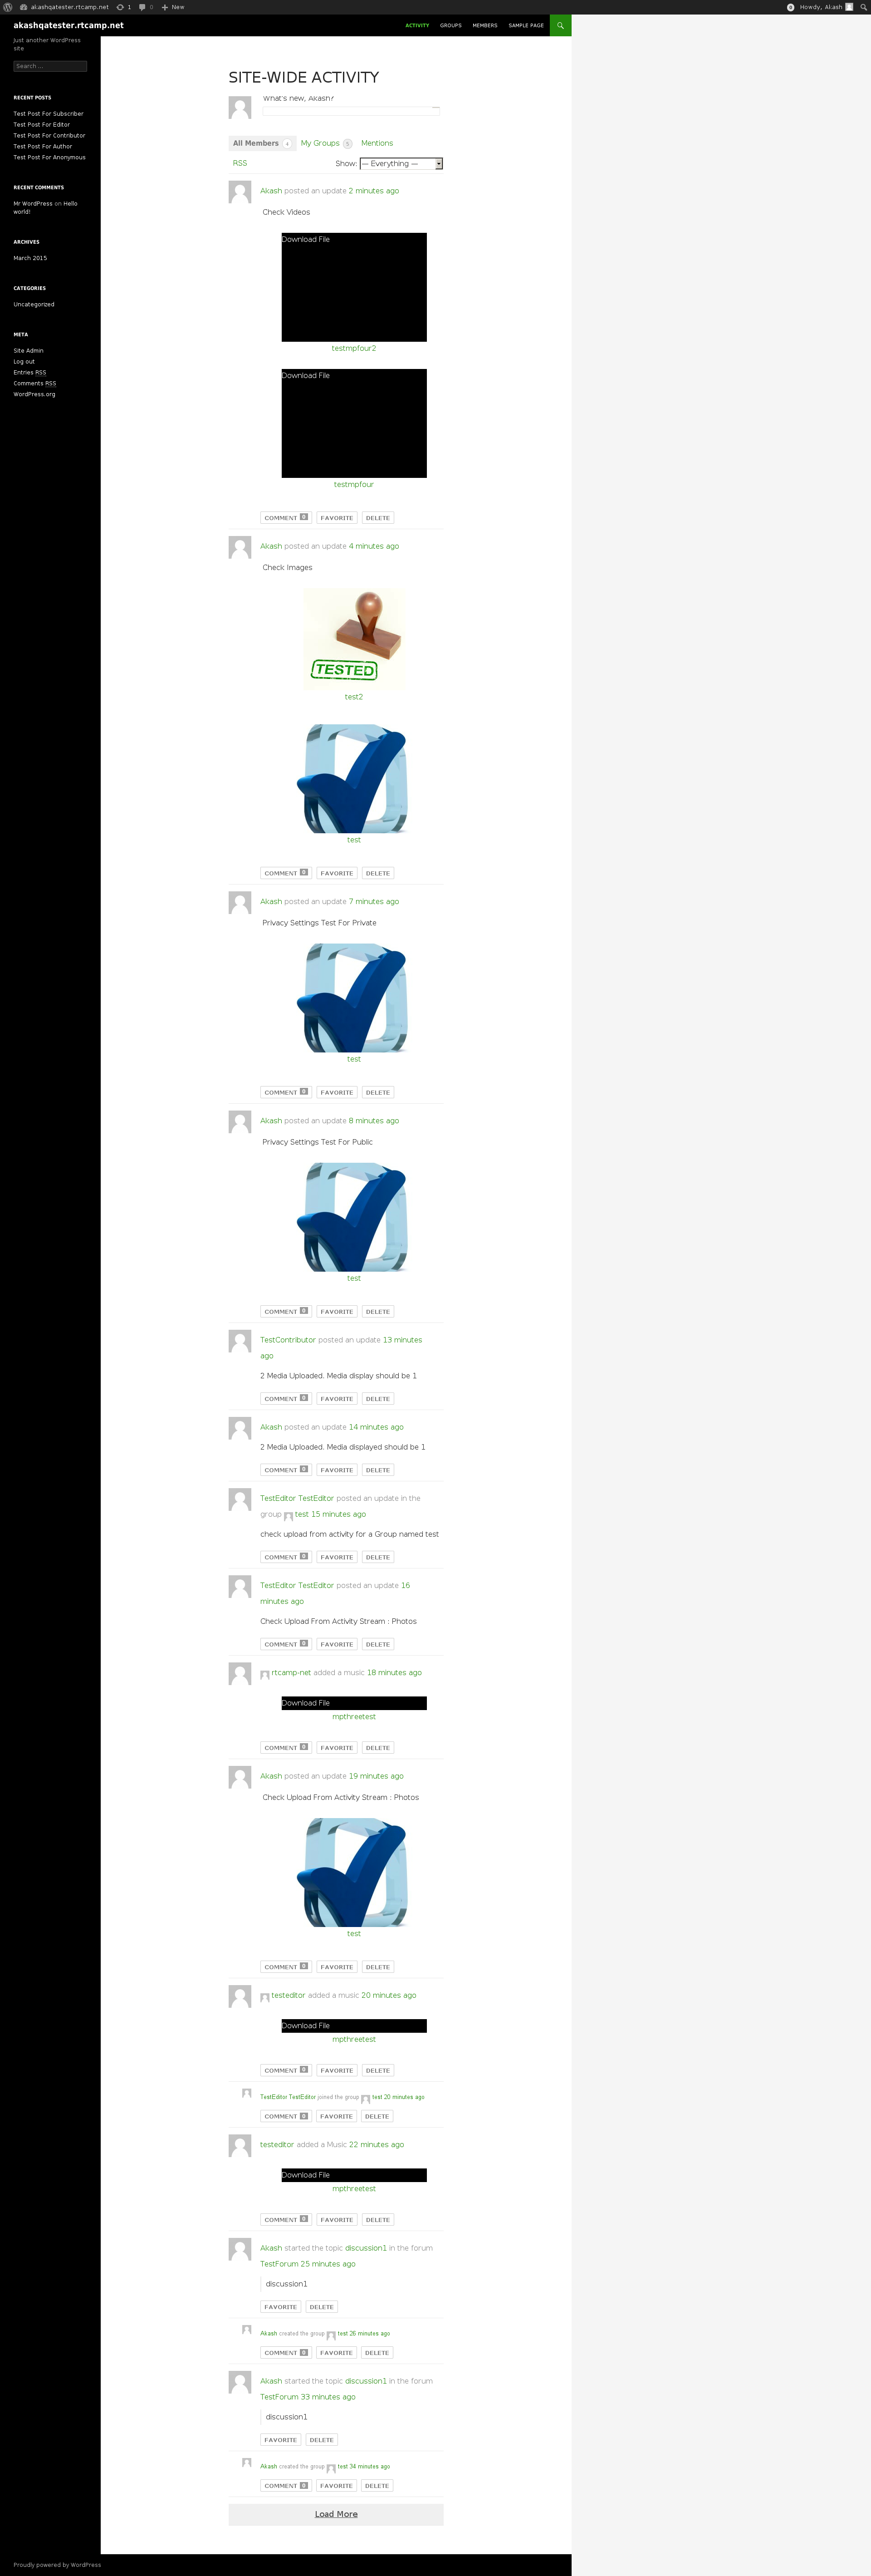 akashqatester.rtcamp.net 1 0 New 0 Howdy, Akash
akashqatester.rtcamp.net
ACTIVITY GROUPS MEMBERS SAMPLE PAGE
Just another WordPress
site
Search ...
RECENT POSTS
Test Post For Subscriber
Test Post For Editor
Test Post For Contributor
Test Post For Author
Test Post For Anonymous
RECENT COMMENTS
Mr WordPress on Hello
world!
ARCHIVES
March 2015
CATEGORIES
Uncategorized
META
Site Admin
Log out
Entries RSS
Comments RSS
WordPress.org
SITE-WIDE ACTIVITY
What's new, Akash?
All Members 4 My Groups 5 Mentions
RSS Show: — Everything —
Akash posted an update 2 minutes ago
Check Videos
Download File
testmpfour2
Download File
testmpfour
COMMENT 0 FAVORITE DELETE
Akash posted an update 4 minutes ago
Check Images
TESTED
test2
test
COMMENT 0 FAVORITE DELETE
Akash posted an update 7 minutes ago
Privacy Settings Test For Private
test
COMMENT 0 FAVORITE DELETE
Akash posted an update 8 minutes ago
Privacy Settings Test For Public
test
COMMENT 0 FAVORITE DELETE
TestContributor posted an update 13 minutes
ago
2 Media Uploaded. Media display should be 1
COMMENT 0 FAVORITE DELETE
Akash posted an update 14 minutes ago
2 Media Uploaded. Media displayed should be 1
COMMENT 0 FAVORITE DELETE
TestEditor TestEditor posted an update in the
group test 15 minutes ago
check upload from activity for a Group named test
COMMENT 0 FAVORITE DELETE
TestEditor TestEditor posted an update 16
minutes ago
Check Upload From Activity Stream : Photos
COMMENT 0 FAVORITE DELETE
rtcamp-net added a music 18 minutes ago
Download File
mpthreetest
COMMENT 0 FAVORITE DELETE
Akash posted an update 19 minutes ago
Check Upload From Activity Stream : Photos
test
COMMENT 0 FAVORITE DELETE
testeditor added a music 20 minutes ago
Download File
mpthreetest
COMMENT 0 FAVORITE DELETE
TestEditor TestEditor joined the group test 20 minutes ago
COMMENT 0 FAVORITE DELETE
testeditor added a Music 22 minutes ago
Download File
mpthreetest
COMMENT 0 FAVORITE DELETE
Akash started the topic discussion1 in the forum
TestForum 25 minutes ago
discussion1
FAVORITE DELETE
Akash created the group test 26 minutes ago
COMMENT 0 FAVORITE DELETE
Akash started the topic discussion1 in the forum
TestForum 33 minutes ago
discussion1
FAVORITE DELETE
Akash created the group test 34 minutes ago
COMMENT 0 FAVORITE DELETE
Load More
Proudly powered by WordPress